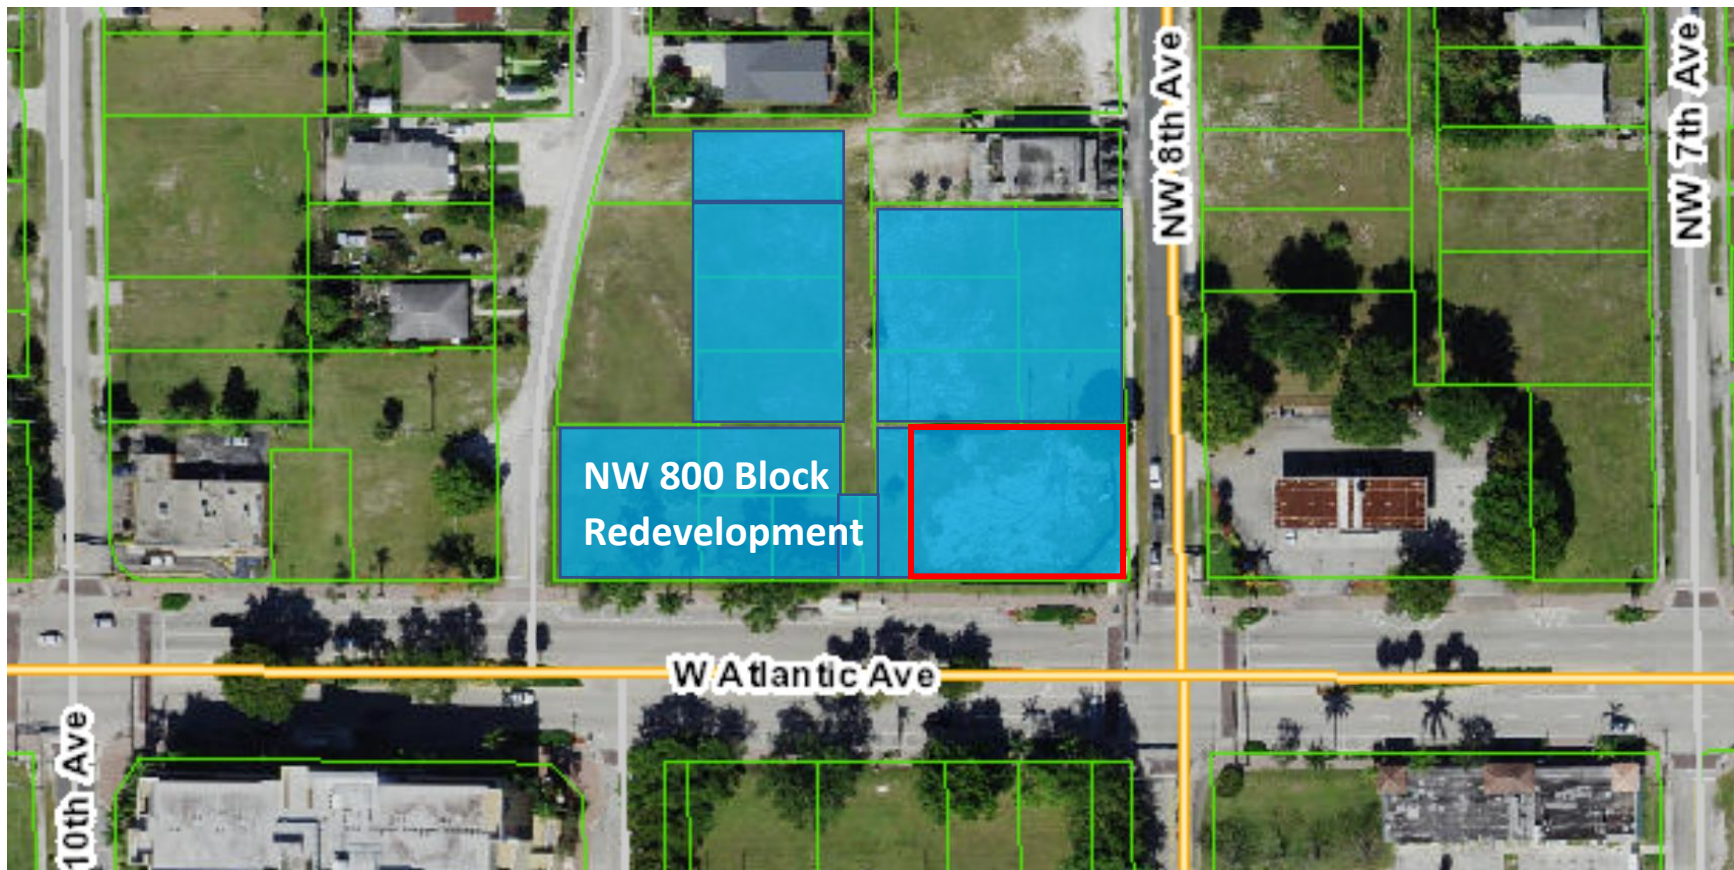 NW 8th Ave
NW 7th Ave
NW 800 Block
Redevelopment
W Atlantic Ave
10th Ave